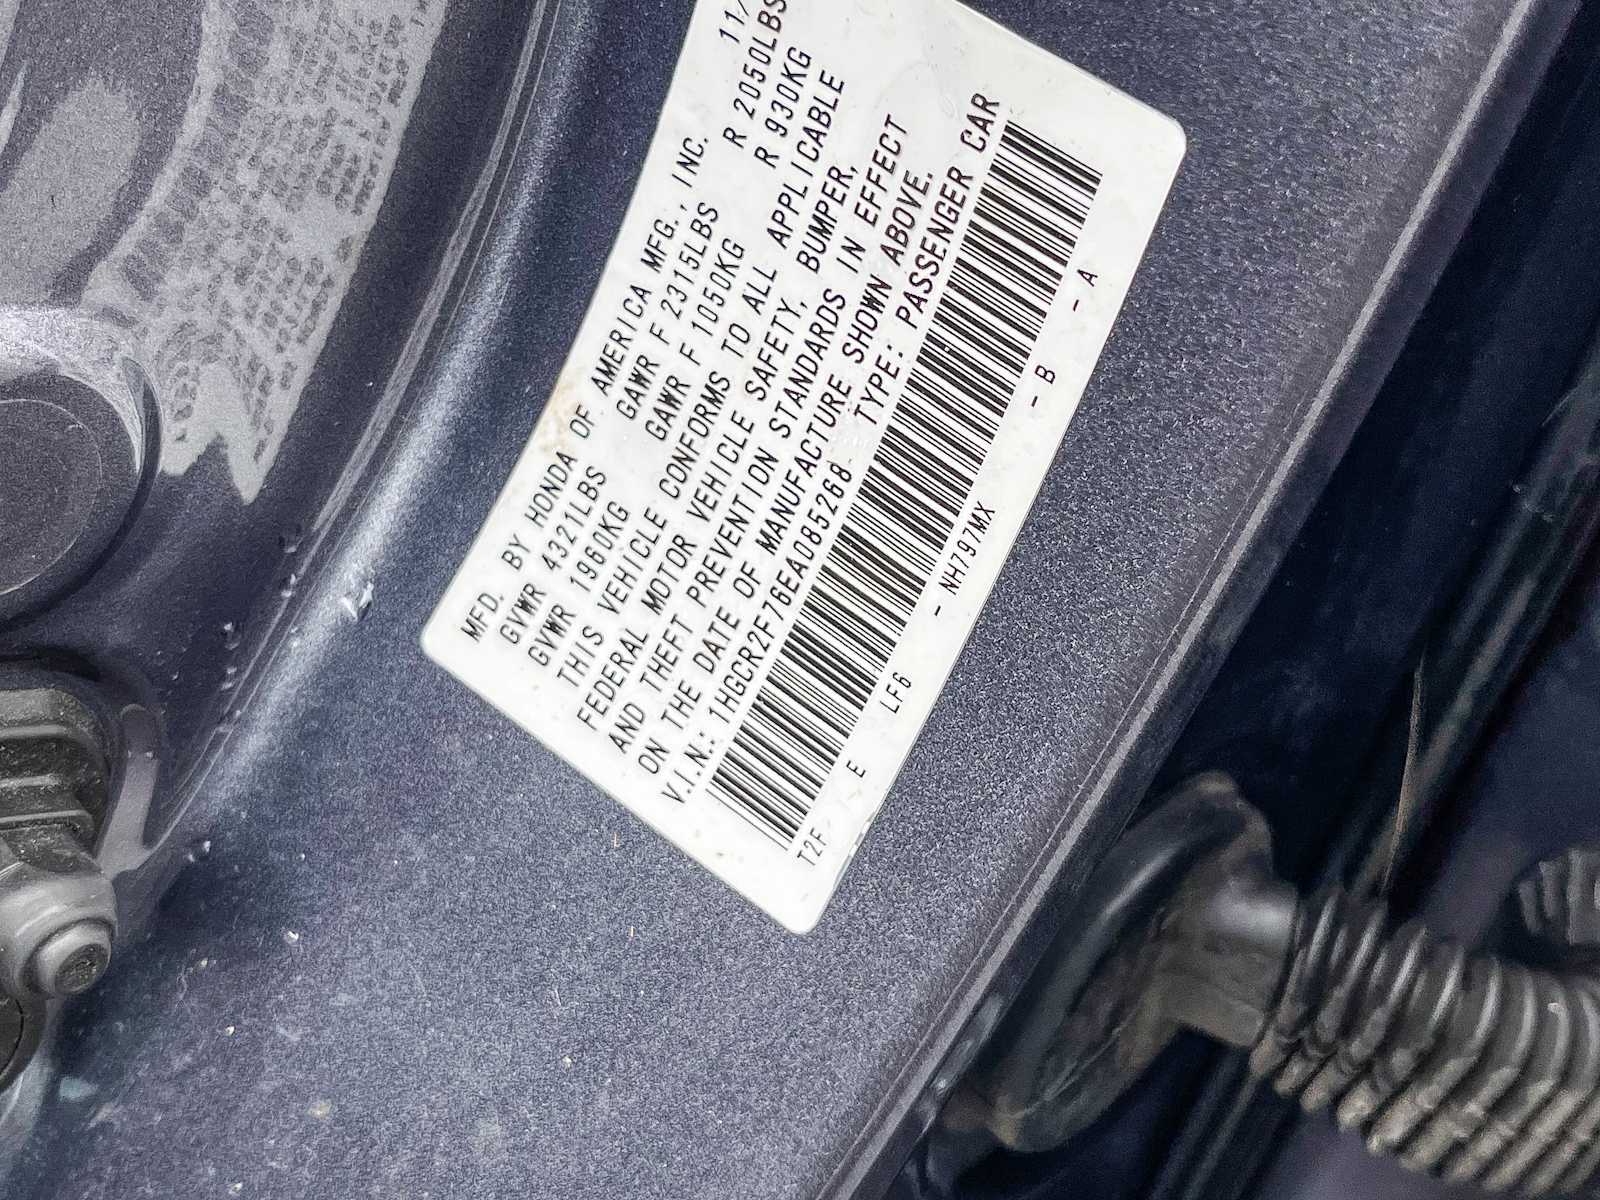 MFD. BY HONDA OF AMERICA MFG., INC. 11/
GVWR 4321LBS GAWR F 2315LBS R 2050LBS
GVWR 1960KG GAWR F 1050KG R 930KG
THIS VEHICLE CONFORMS TO ALL APPLICABLE
FEDERAL MOTOR VEHICLE SAFETY, BUMPER,
AND THEFT PREVENTION STANDARDS IN EFFECT
ON THE DATE OF MANUFACTURE SHOWN ABOVE.
V.I.N.: 1HGCR2F76EA085268 TYPE: PASSENGER CAR
T2F E LF6 - NH797MX - B - A